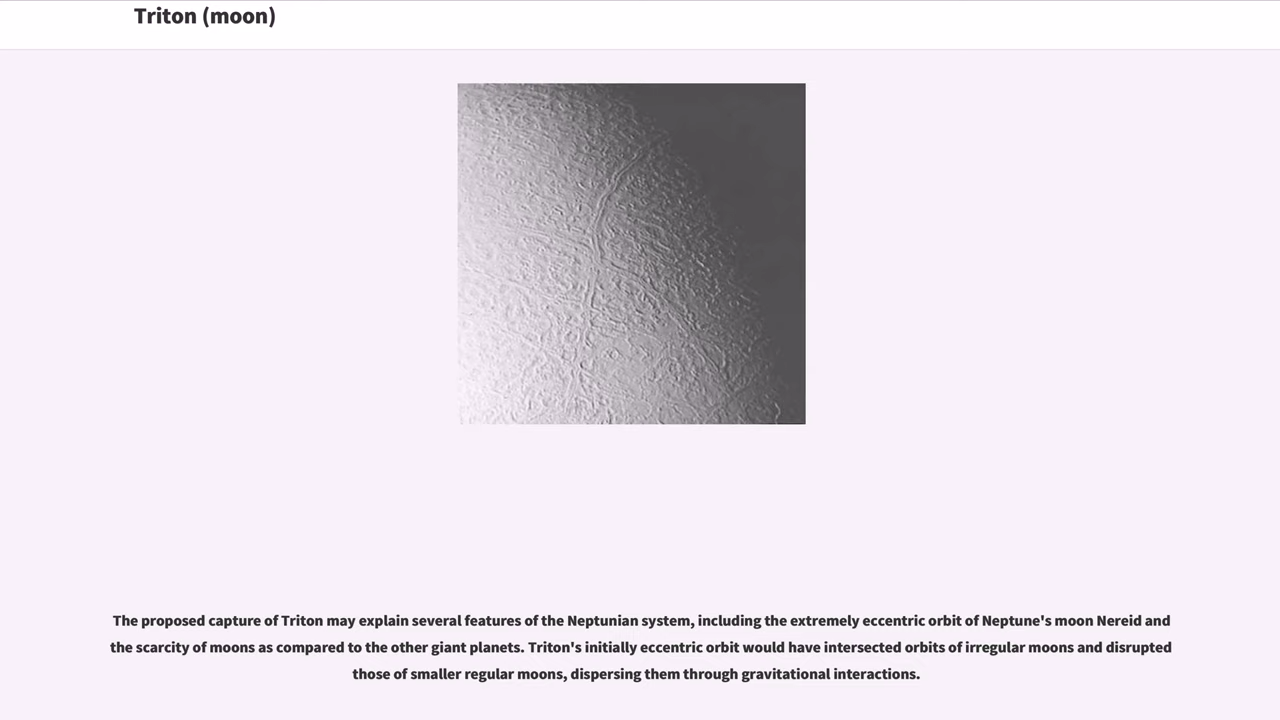 Triton (moon)
The proposed capture of Triton may explain several features of the Neptunian system, including the extremely eccentric orbit of Neptune's moon Nereid and
the scarcity of moons as compared to the other giant planets. Triton's initially eccentric orbit would have intersected orbits of irregular moons and disrupted
those of smaller regular moons, dispersing them through gravitational interactions.